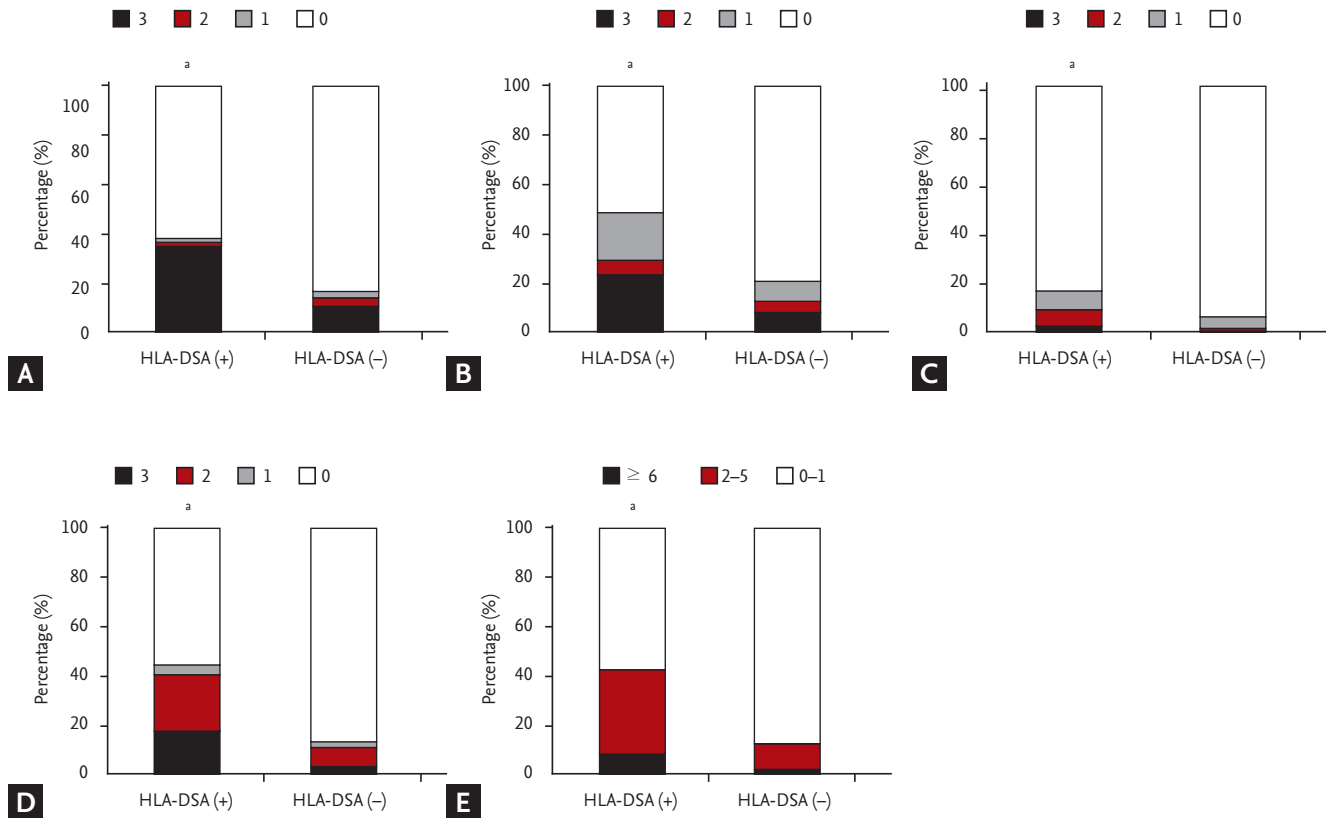 3 2 1 0
a
100
80
60
40
20
0
Percentage (%)
HLA-DSA (+) HLA-DSA (–)
A
3 2 1 0
a
100
80
60
40
20
0
Percentage (%)
HLA-DSA (+) HLA-DSA (–)
B
3 2 1 0
a
100
80
60
40
20
0
Percentage (%)
HLA-DSA (+) HLA-DSA (–)
C
3 2 1 0
a
100
80
60
40
20
0
Percentage (%)
HLA-DSA (+) HLA-DSA (–)
D
≥ 6 2–5 0–1
a
100
80
60
40
20
0
Percentage (%)
HLA-DSA (+) HLA-DSA (–)
E